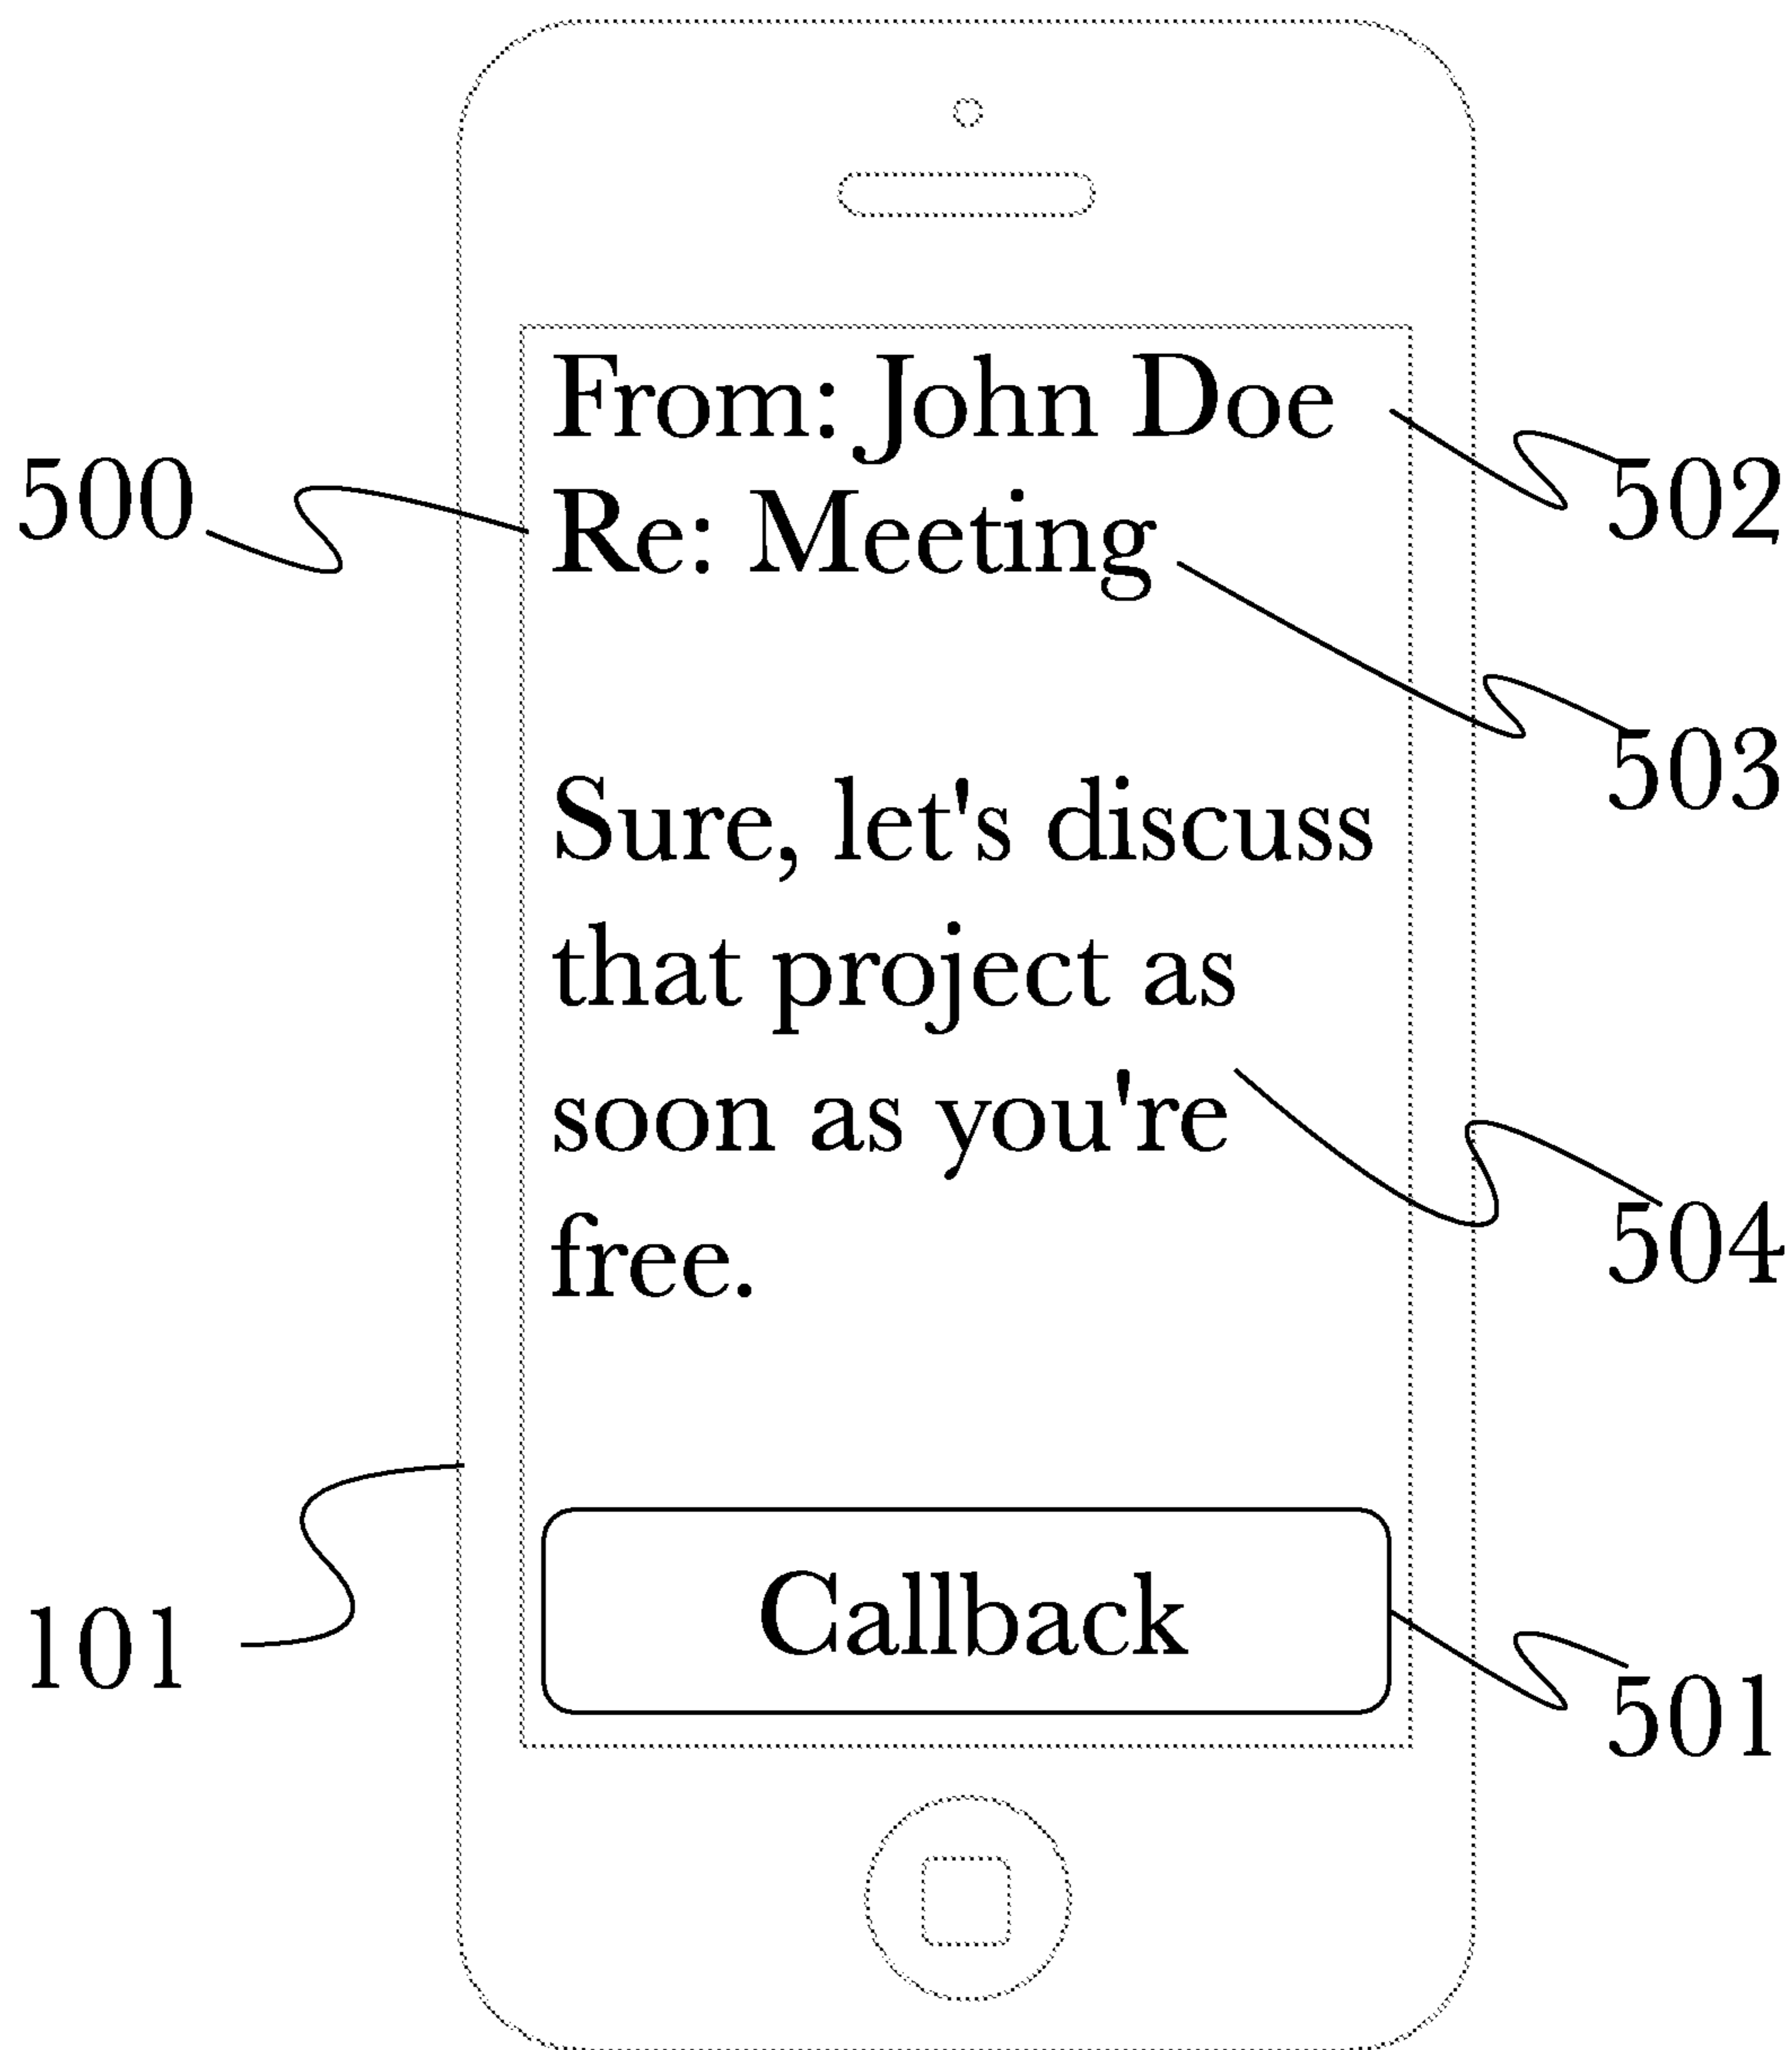 From: John Doe
500
502
Re: Meeting
503
Sure, let's discuss
that project as
soon as you're
504
free.
Callback
101
501